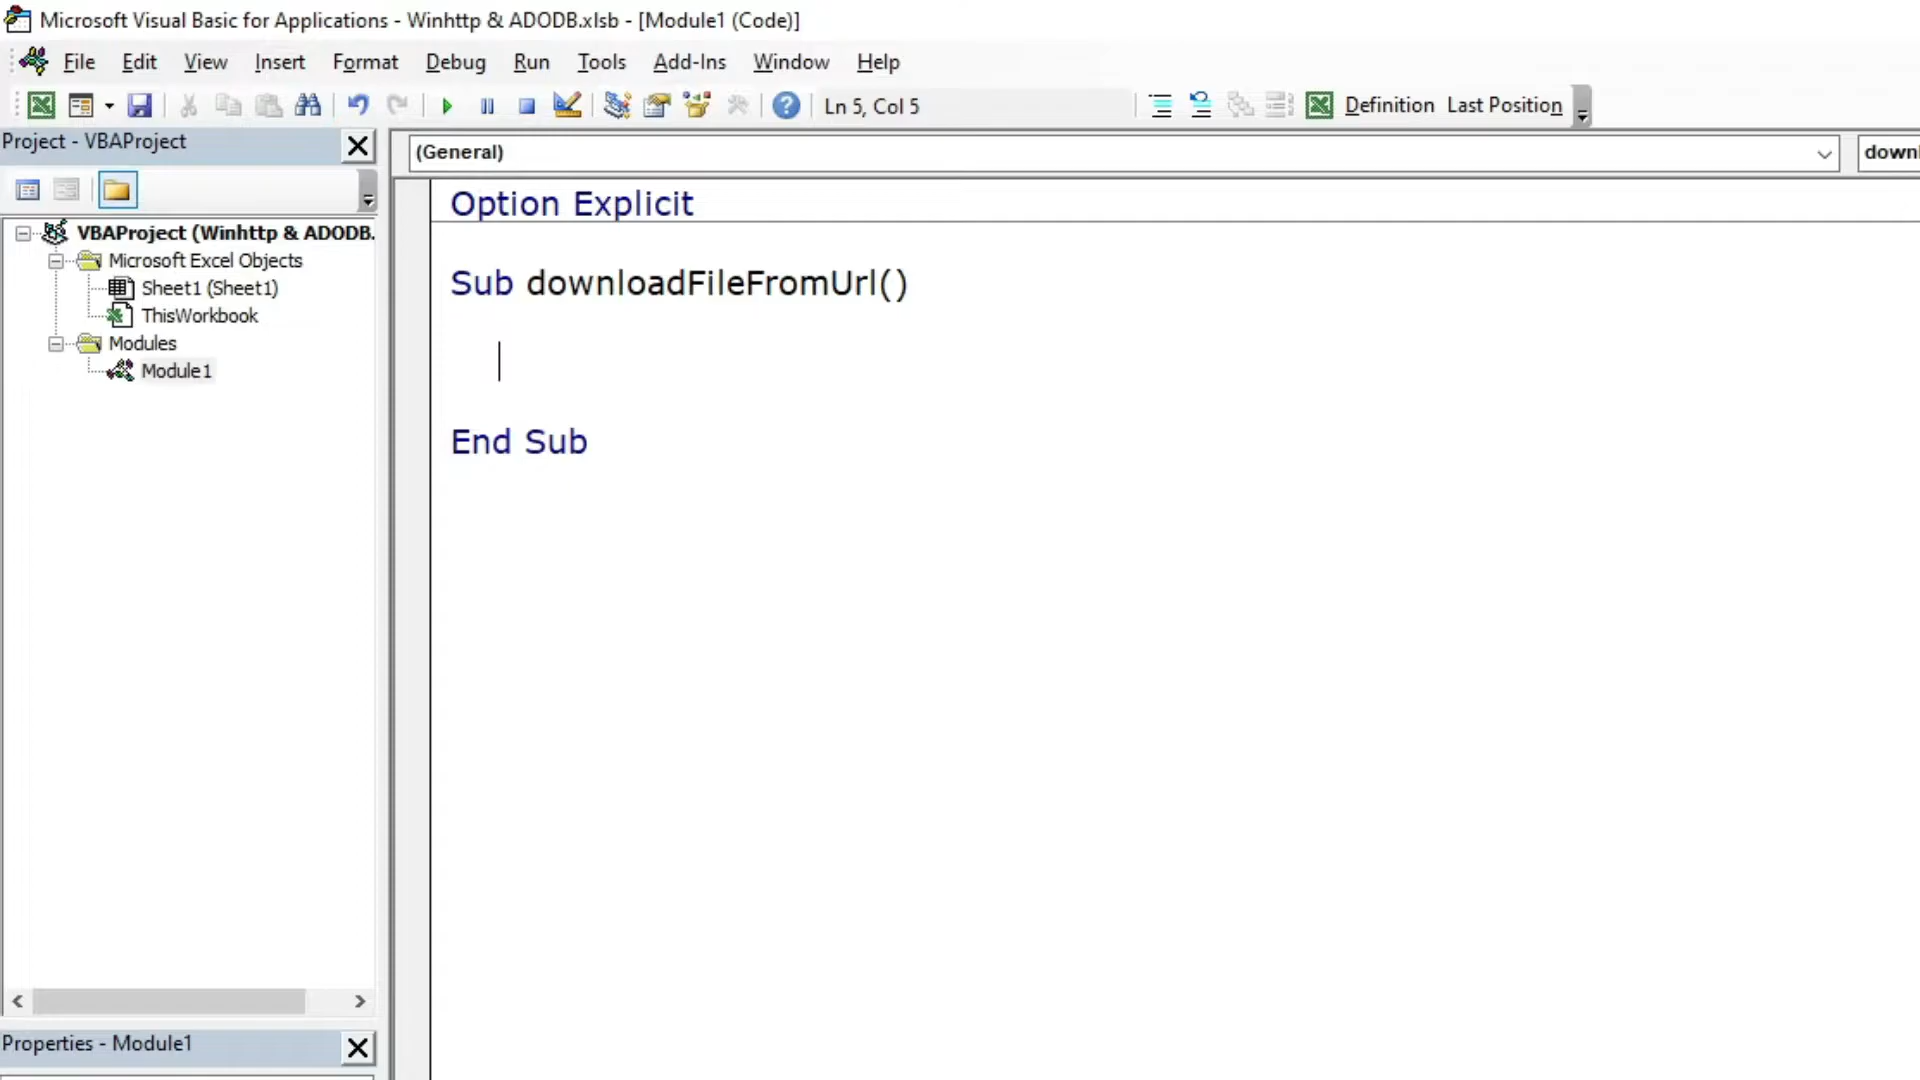 Microsoft Visual Basic for Applications - Winhttp & ADODB.xlsb - [Module1 (Code)]
File Edit View Insert Format Debug Run Tools Add-Ins Window Help
Ln 5, Col 5 Definition Last Position
Project - VBAProject
(General)
down
VBAProject (Winhttp & ADODB.
Microsoft Excel Objects
Sheet1 (Sheet1)
ThisWorkbook
Modules
Module1
Option Explicit
Sub downloadFileFromUrl()
End Sub
Properties - Module1